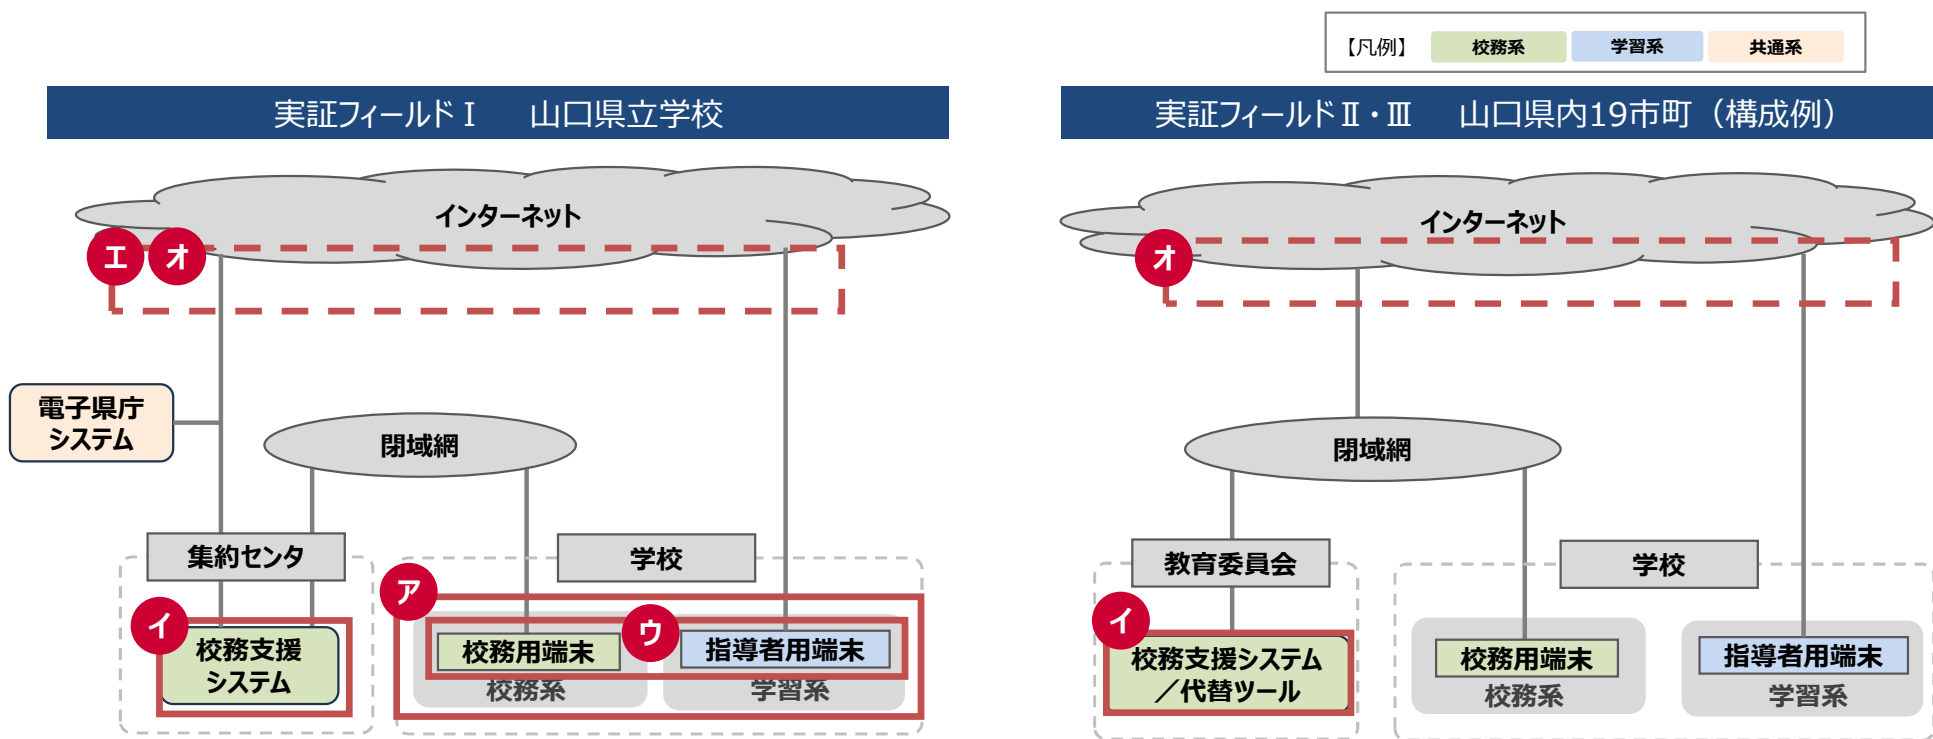 【凡例】 校務系 学習系 共通系
実証フィールドⅠ 山口県立学校
インターネット
エ オ
電子県庁
システム
閉域網
集約センタ
学校
ア
イ
ウ
校務支援
システム
校務用端末
指導者用端末
校務系
学習系
実証フィールドⅡ・Ⅲ 山口県内19市町（構成例）
インターネット
オ
閉域網
教育委員会
学校
イ
校務支援システム
／代替ツール
校務用端末
指導者用端末
校務系
学習系